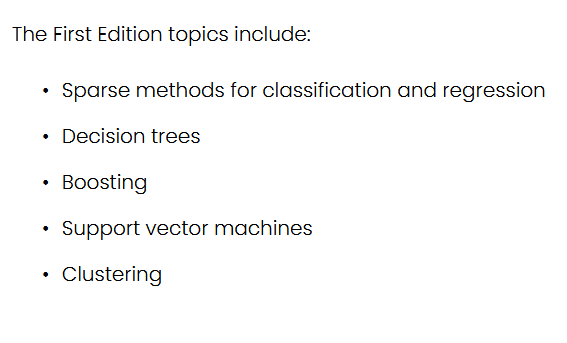 The First Edition topics include:
• Sparse methods for classification and regression
• Decision trees
• Boosting
• Support vector machines
• Clustering